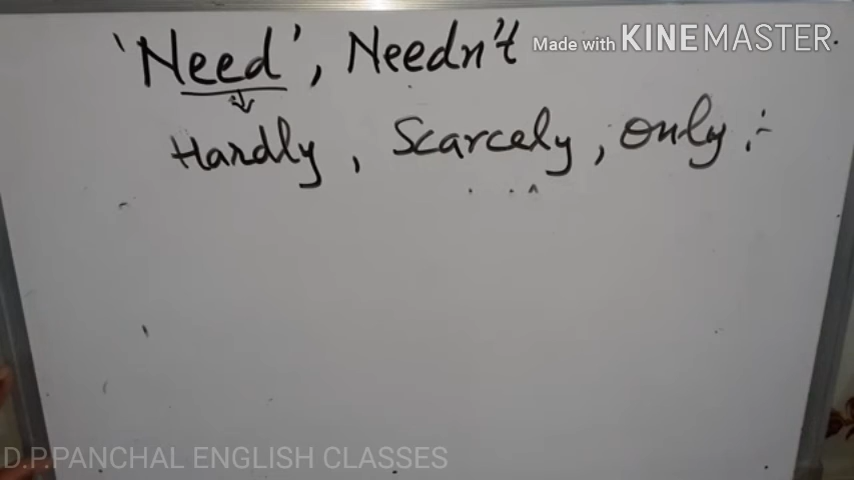 'Need', Needn't
Made with KINEMASTER
Hardly, Scarcely, only :-
D.P.PANCHAL ENGLISH CLASSES